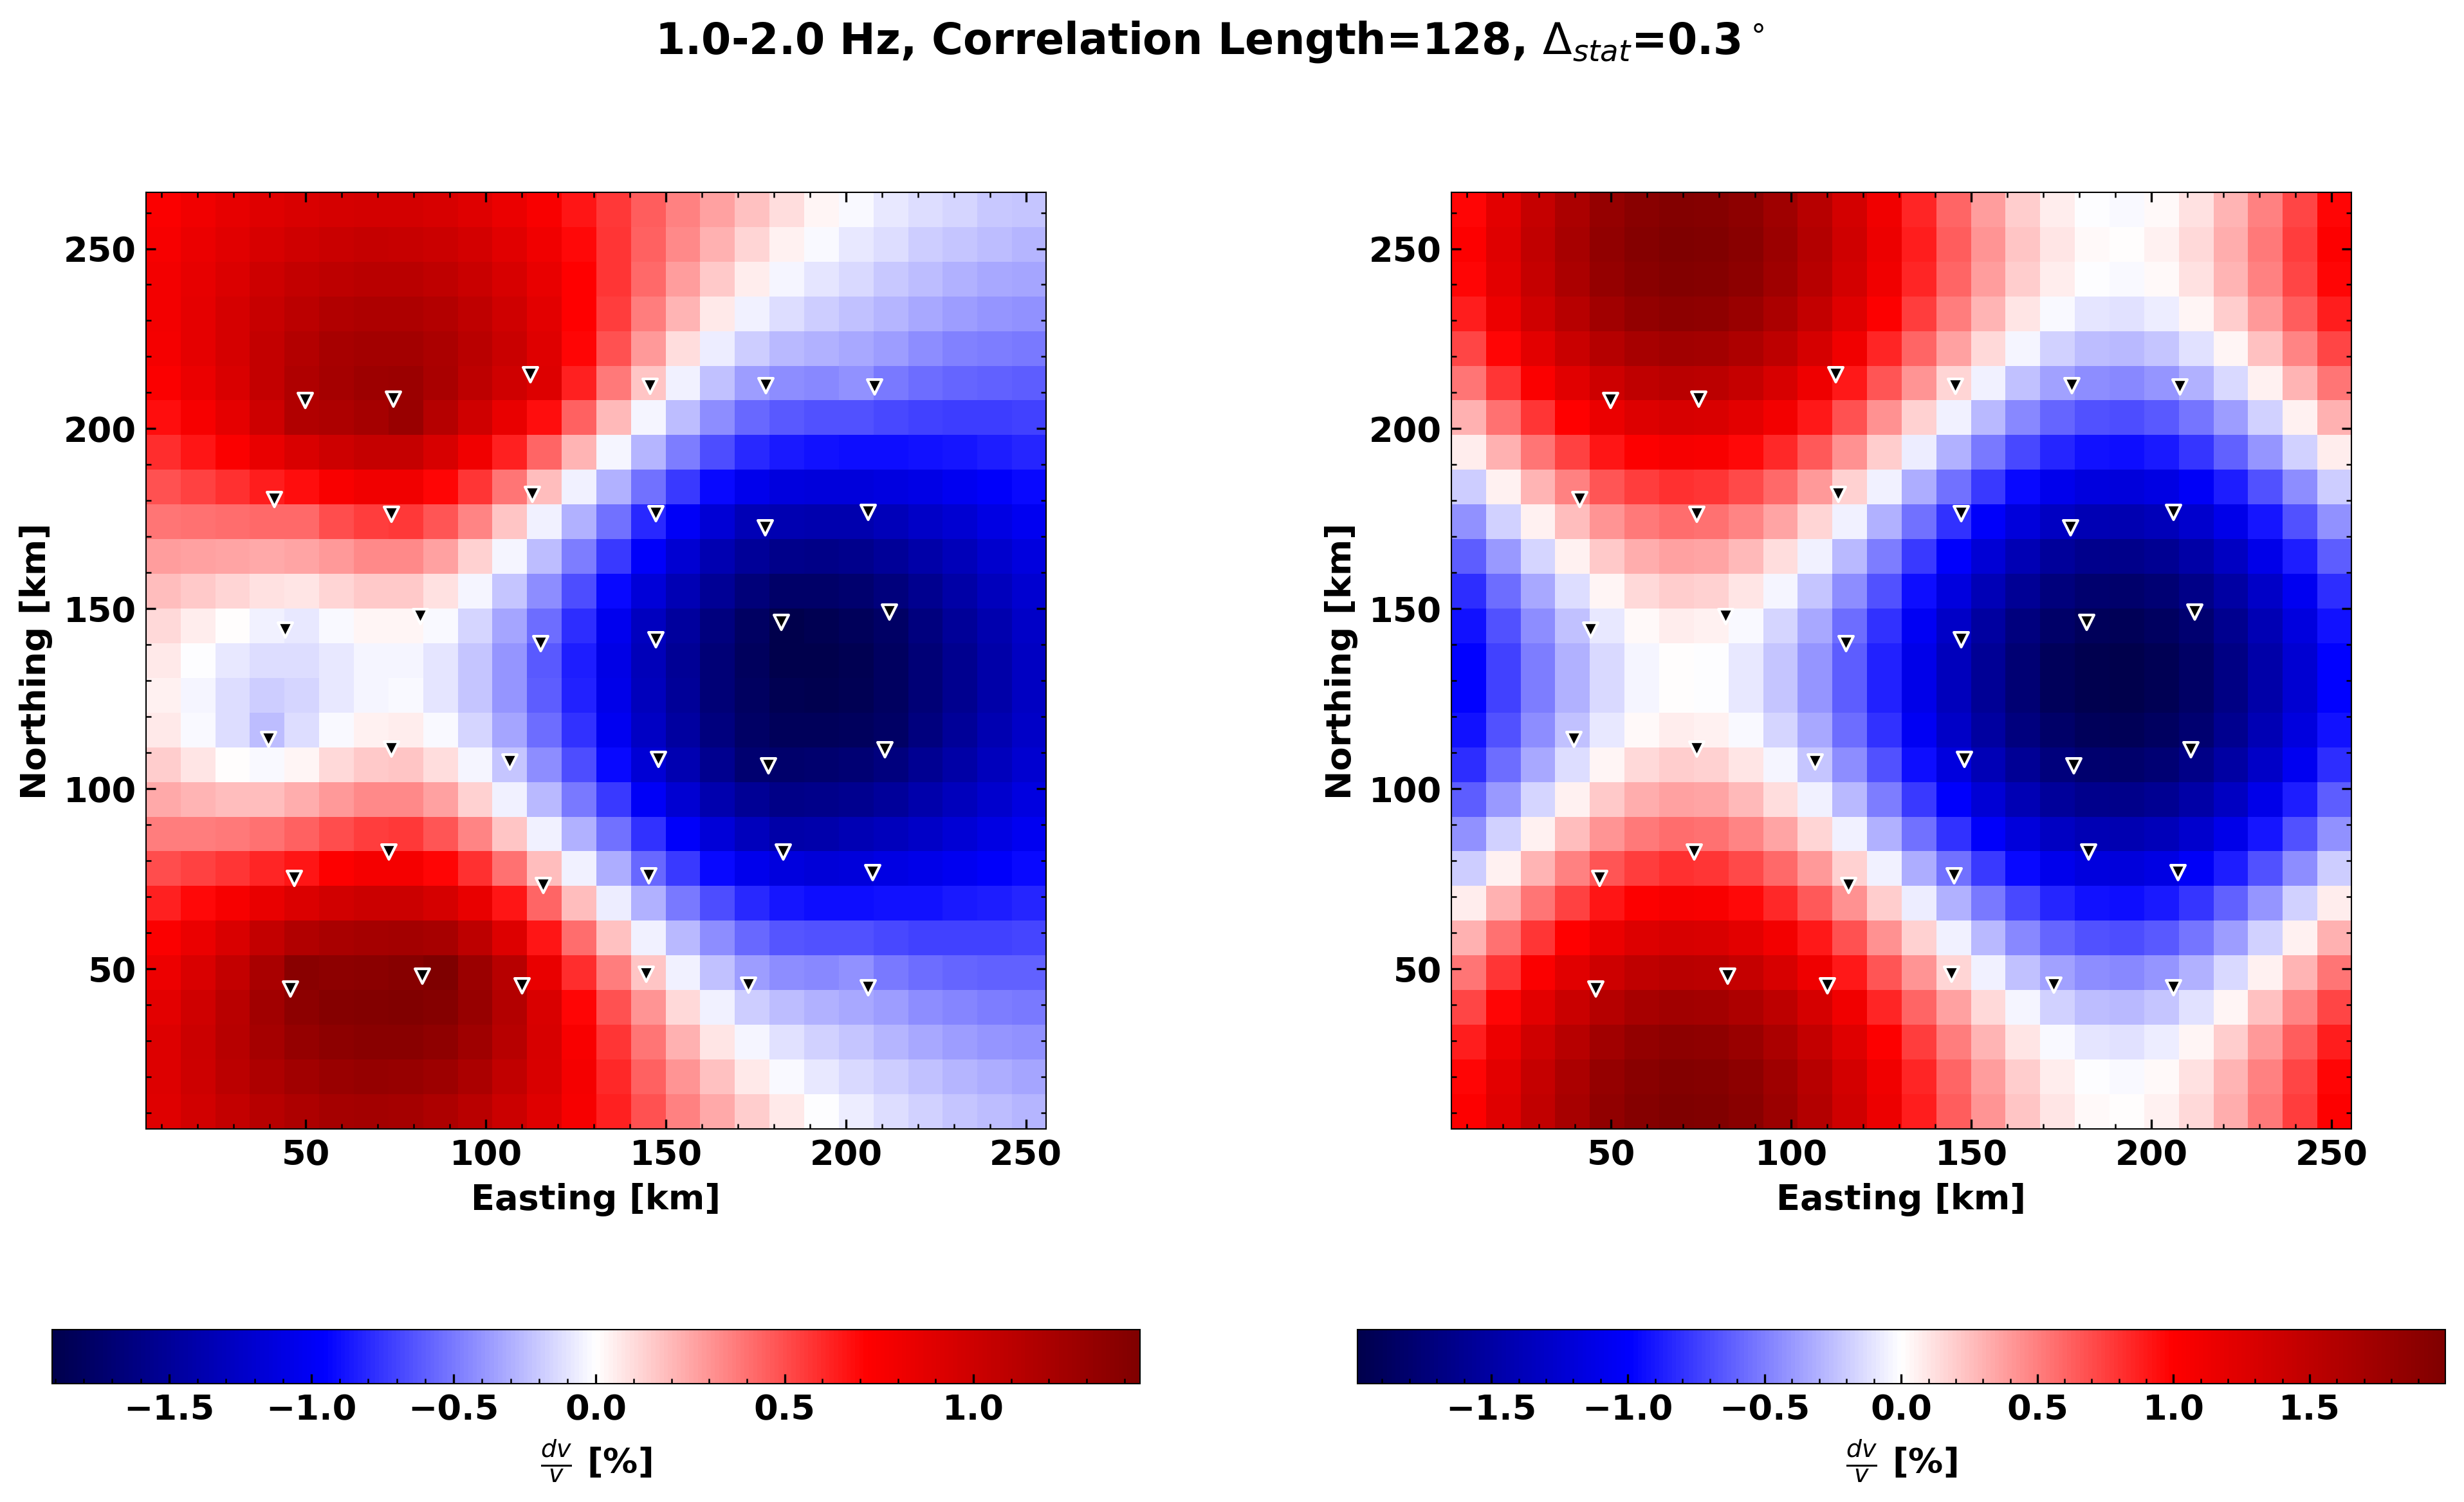 1.0-2.0 Hz, Correlation Length=128, Δstat=0.3°
250
200
150
100
50
Northing [km]
50 100 150 200 250
Easting [km]
−1.5 −1.0 −0.5 0.0 0.5 1.0
dv/v [%]
250
200
150
100
50
Northing [km]
50 100 150 200 250
Easting [km]
−1.5 −1.0 −0.5 0.0 0.5 1.0 1.5
dv/v [%]